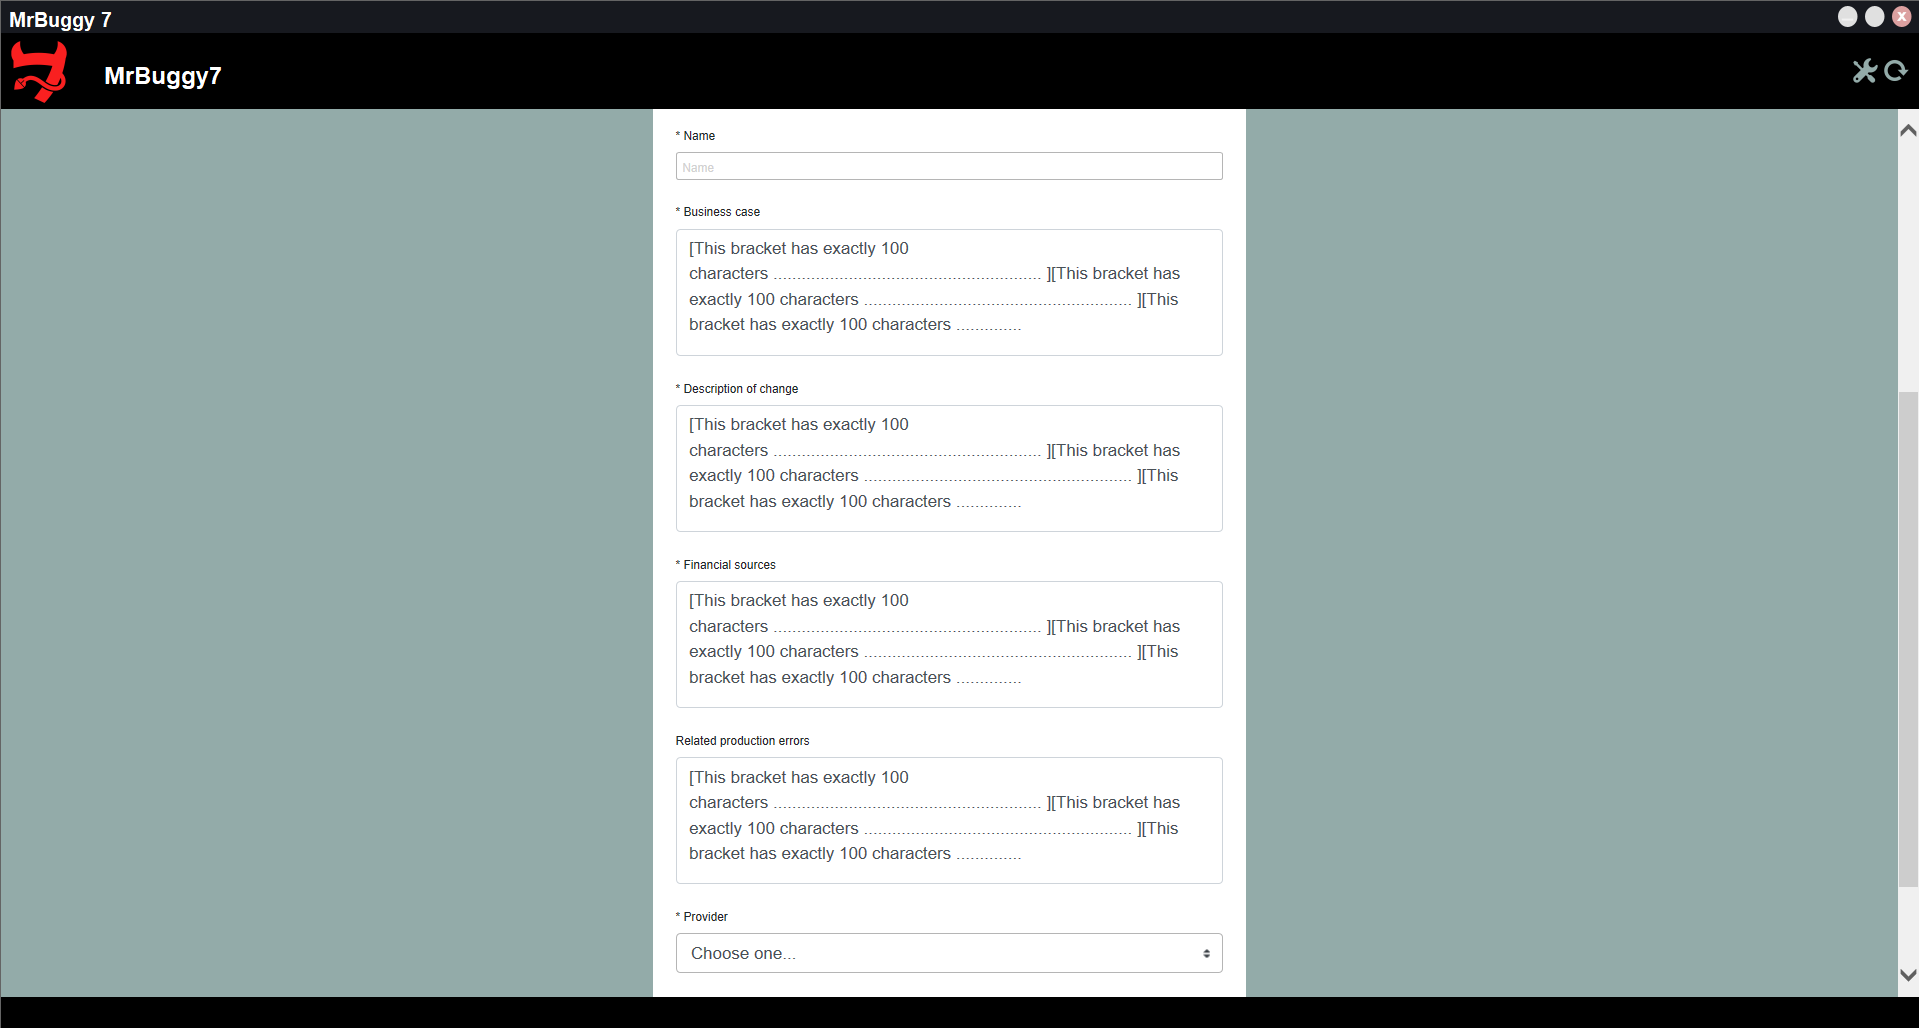 MrBuggy 7
x
MrBuggy7
* Name
Name
* Business case
[This bracket has exactly 100
characters ......................................................... ][This bracket has
exactly 100 characters ......................................................... ][This
bracket has exactly 100 characters ..............
* Description of change
[This bracket has exactly 100
characters ......................................................... ][This bracket has
exactly 100 characters ......................................................... ][This
bracket has exactly 100 characters ..............
* Financial sources
[This bracket has exactly 100
characters ......................................................... ][This bracket has
exactly 100 characters ......................................................... ][This
bracket has exactly 100 characters ..............
Related production errors
[This bracket has exactly 100
characters ......................................................... ][This bracket has
exactly 100 characters ......................................................... ][This
bracket has exactly 100 characters ..............
* Provider
Choose one...